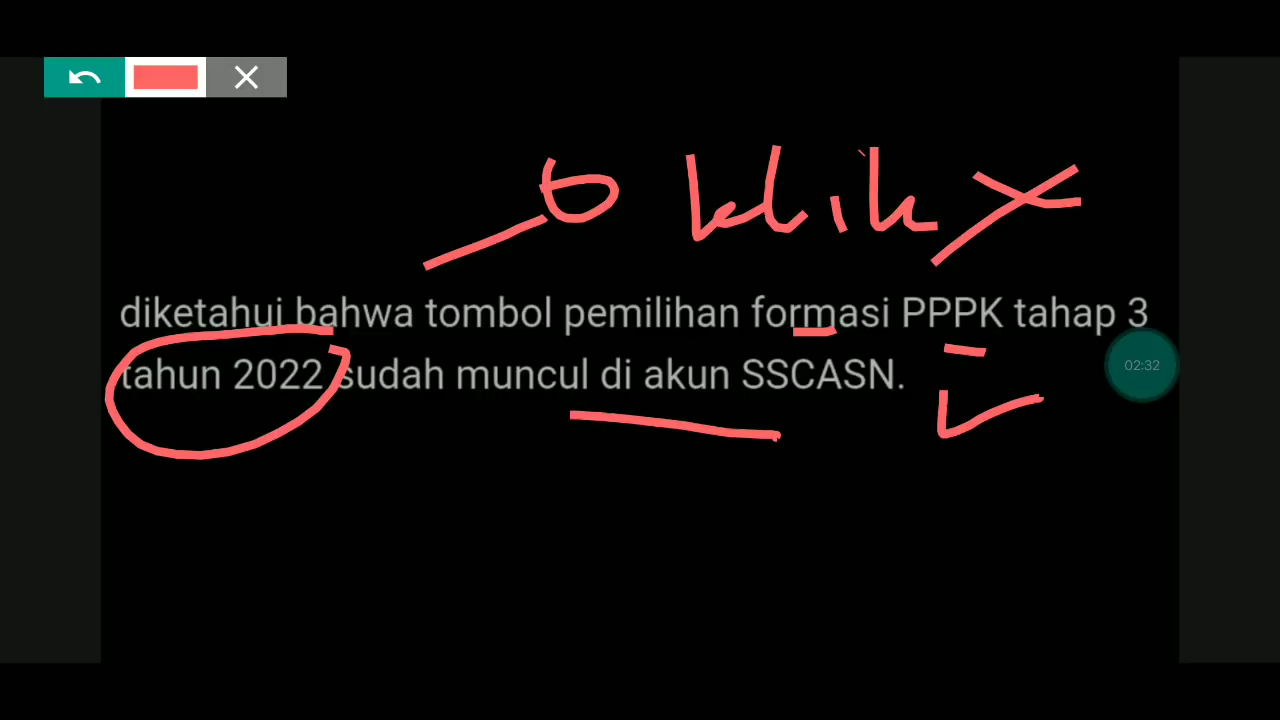 klik
diketahui bahwa tombol pemilihan formasi PPPK tahap 3
tahun 2022 sudah muncul di akun SSCASN.
02:32